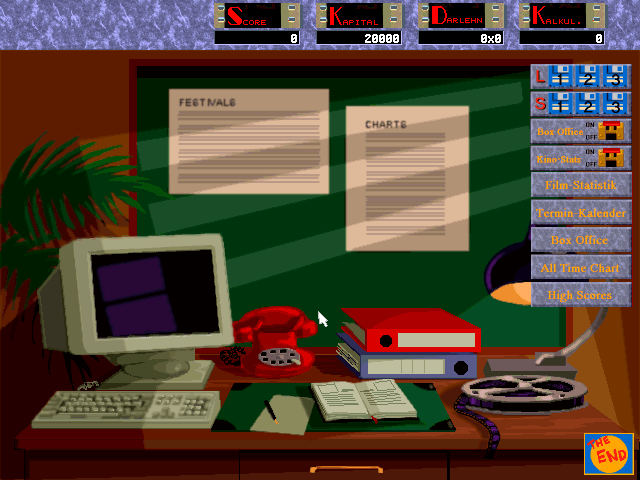 Score
Kapital
Darlehn
Kalkul.
0
20000
0x0
0
FESTIVALS
CHARTS
L 1 2 3
S 1 2 3
Box Office ON OFF
Kino-Statr ON OFF
Film-Statistik
Termin-Kalender
Box Office
All Time Chart
High Scores
THE END